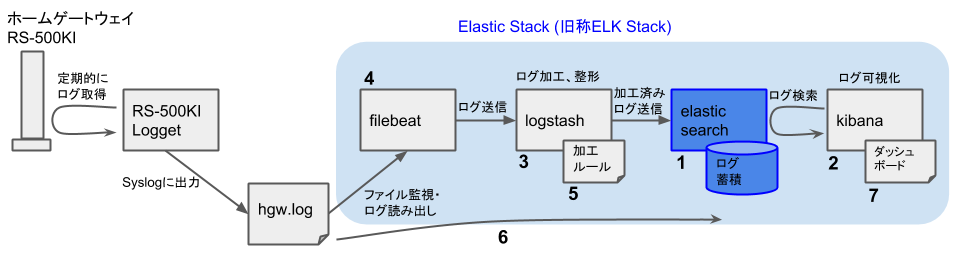 ホームゲートウェイ
RS-500KI
Elastic Stack (旧称ELK Stack)
定期的に
ログ取得
RS-500KI
Logget
Syslogに出力
hgw.log
ファイル監視・
ログ読み出し
4
filebeat
ログ送信
ログ加工、整形
logstash
3
加工
ルール
5
加工済み
ログ送信
elastic
search
1
ログ
蓄積
ログ検索
ログ可視化
kibana
2
ダッシュ
ボード
7
6